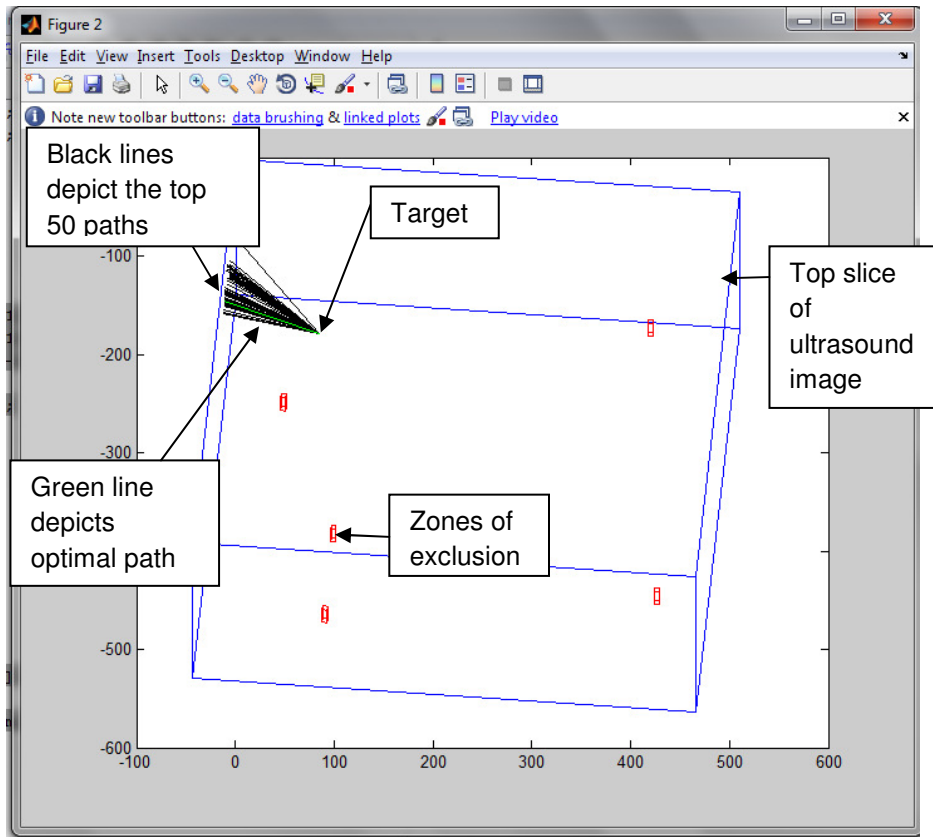 Figure 2
File Edit View Insert Tools Desktop Window Help
Note new toolbar buttons: data brushing & linked plots Play video
Black lines
depict the top
50 paths
Target
Top slice
of
ultrasound
image
Green line
depicts
optimal path
Zones of
exclusion
-100
-200
-300
-500
-600
-100 0 100 200 300 400 500 600